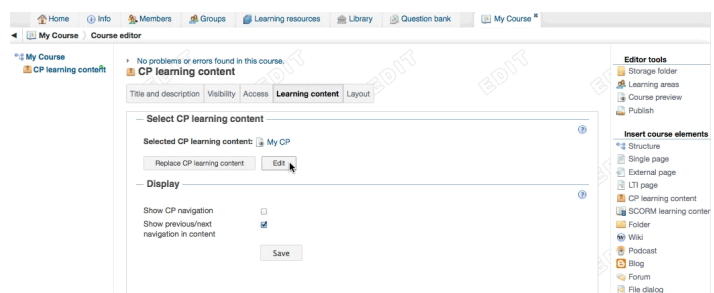 Home
Info
Members
Groups
Learning resources
Library
Question bank
My Course
My Course
Course editor
My Course
CP learning content
No problems or errors found in this course.
CP learning content
Title and description
Visibility
Access
Learning content
Layout
Select CP learning content
Selected CP learning content:
My CP
Replace CP learning content
Edit
Display
Show CP navigation
Show previous/next
navigation in content
Save
Editor tools
Storage folder
Learning areas
Course preview
Publish
Insert course elements
Structure
Single page
External page
LTI page
CP learning content
SCORM learning conter
Folder
Wiki
Podcast
Blog
Forum
File dialog
EDIT
EDIT
EDIT
EDIT
EDIT